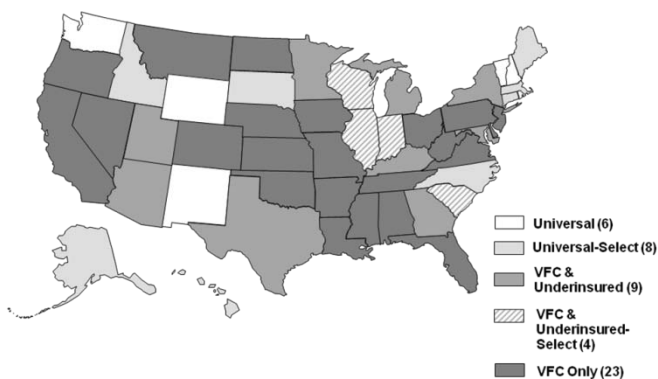 Universal (6)
Universal-Select (8)
VFC &
Underinsured (9)
VFC &
Underinsured-
Select (4)
VFC Only (23)